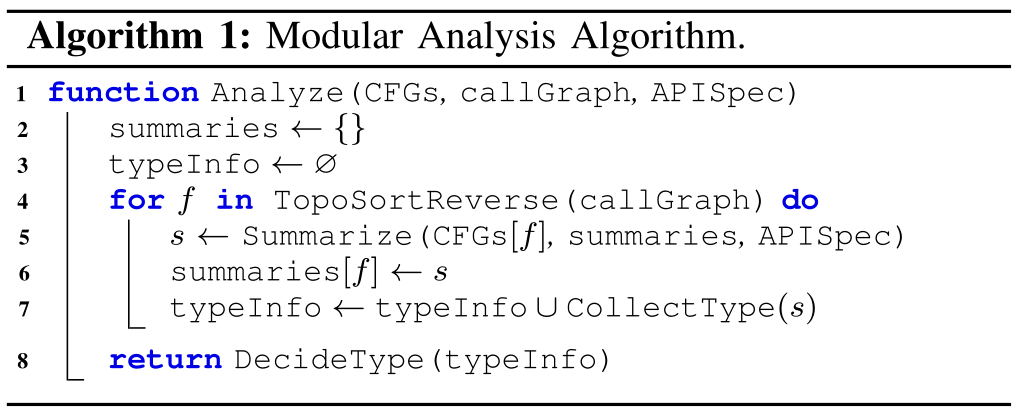 Algorithm 1: Modular Analysis Algorithm.
1 function Analyze(CFGs, callGraph, APISpec)
2 summaries ← {}
3 typeInfo ← ∅
4 for f in TopoSortReverse(callGraph) do
5 s ← Summarize(CFGs[f], summaries, APISpec)
6 summaries[f] ← s
7 typeInfo ← typeInfo ∪ CollectType(s)
8 return DecideType(typeInfo)